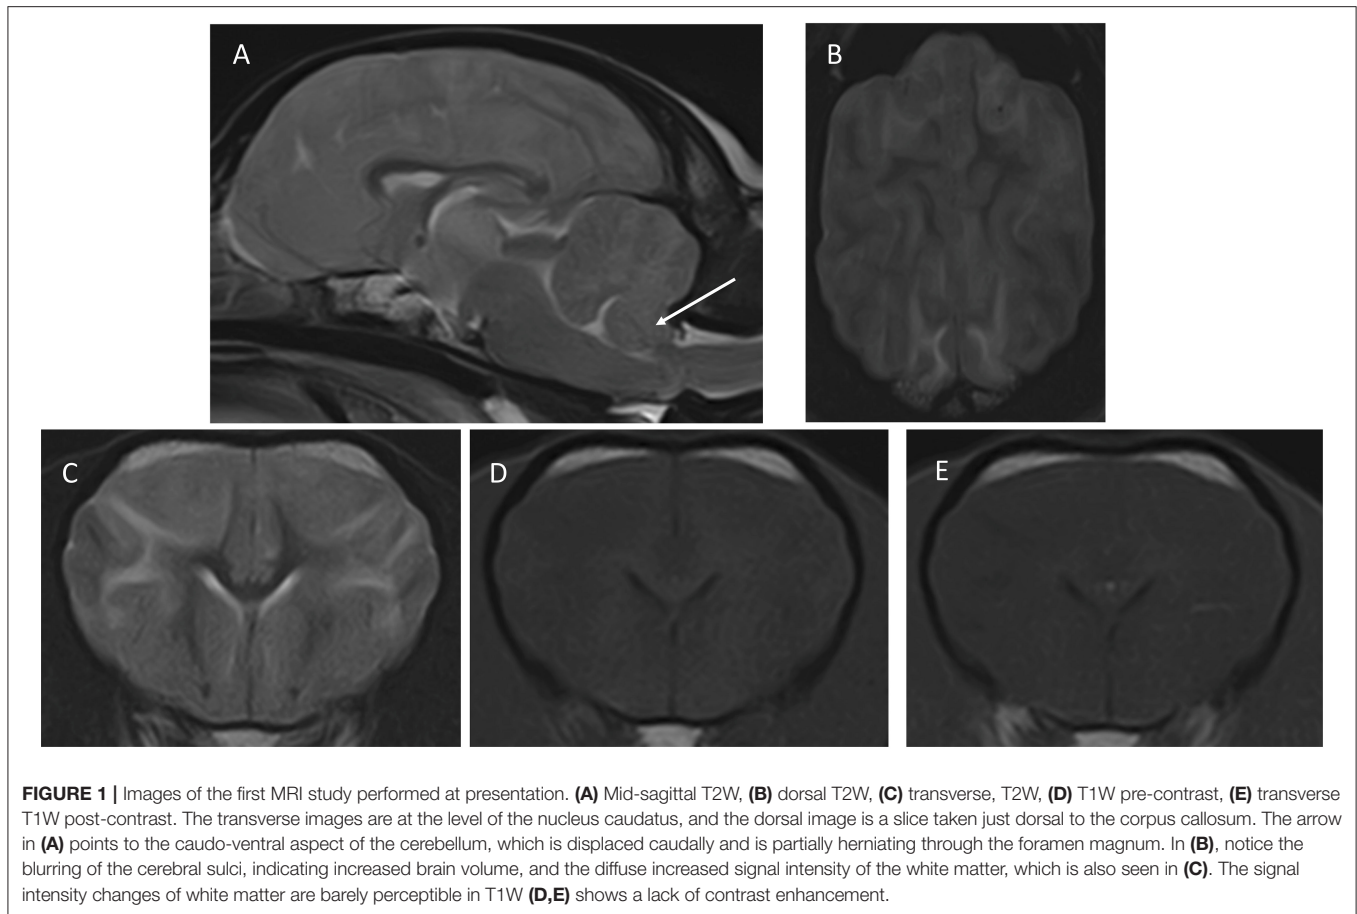 A
B
C
D
E
FIGURE 1 | Images of the first MRI study performed at presentation. (A) Mid-sagittal T2W, (B) dorsal T2W, (C) transverse, T2W, (D) T1W pre-contrast, (E) transverse
T1W post-contrast. The transverse images are at the level of the nucleus caudatus, and the dorsal image is a slice taken just dorsal to the corpus callosum. The arrow
in (A) points to the caudo-ventral aspect of the cerebellum, which is displaced caudally and is partially herniating through the foramen magnum. In (B), notice the
blurring of the cerebral sulci, indicating increased brain volume, and the diffuse increased signal intensity of the white matter, which is also seen in (C). The signal
intensity changes of white matter are barely perceptible in T1W (D,E) shows a lack of contrast enhancement.